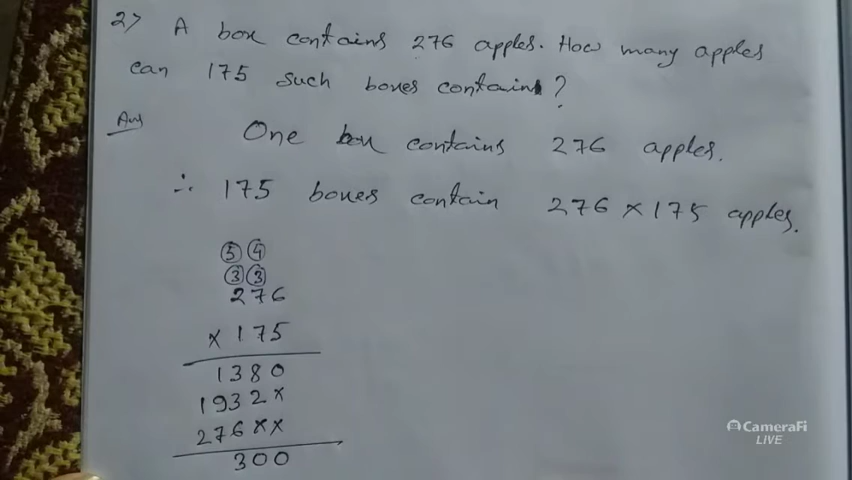 2> A box contains 276 apples. How many apples
can 175 such boxes contain?
Ans
One box contains 276 apples.
∴ 175 boxes contain 276 × 175 apples.
5 4
3 3
276
× 175
1380
1932×
276××
300
CameraFi
LIVE